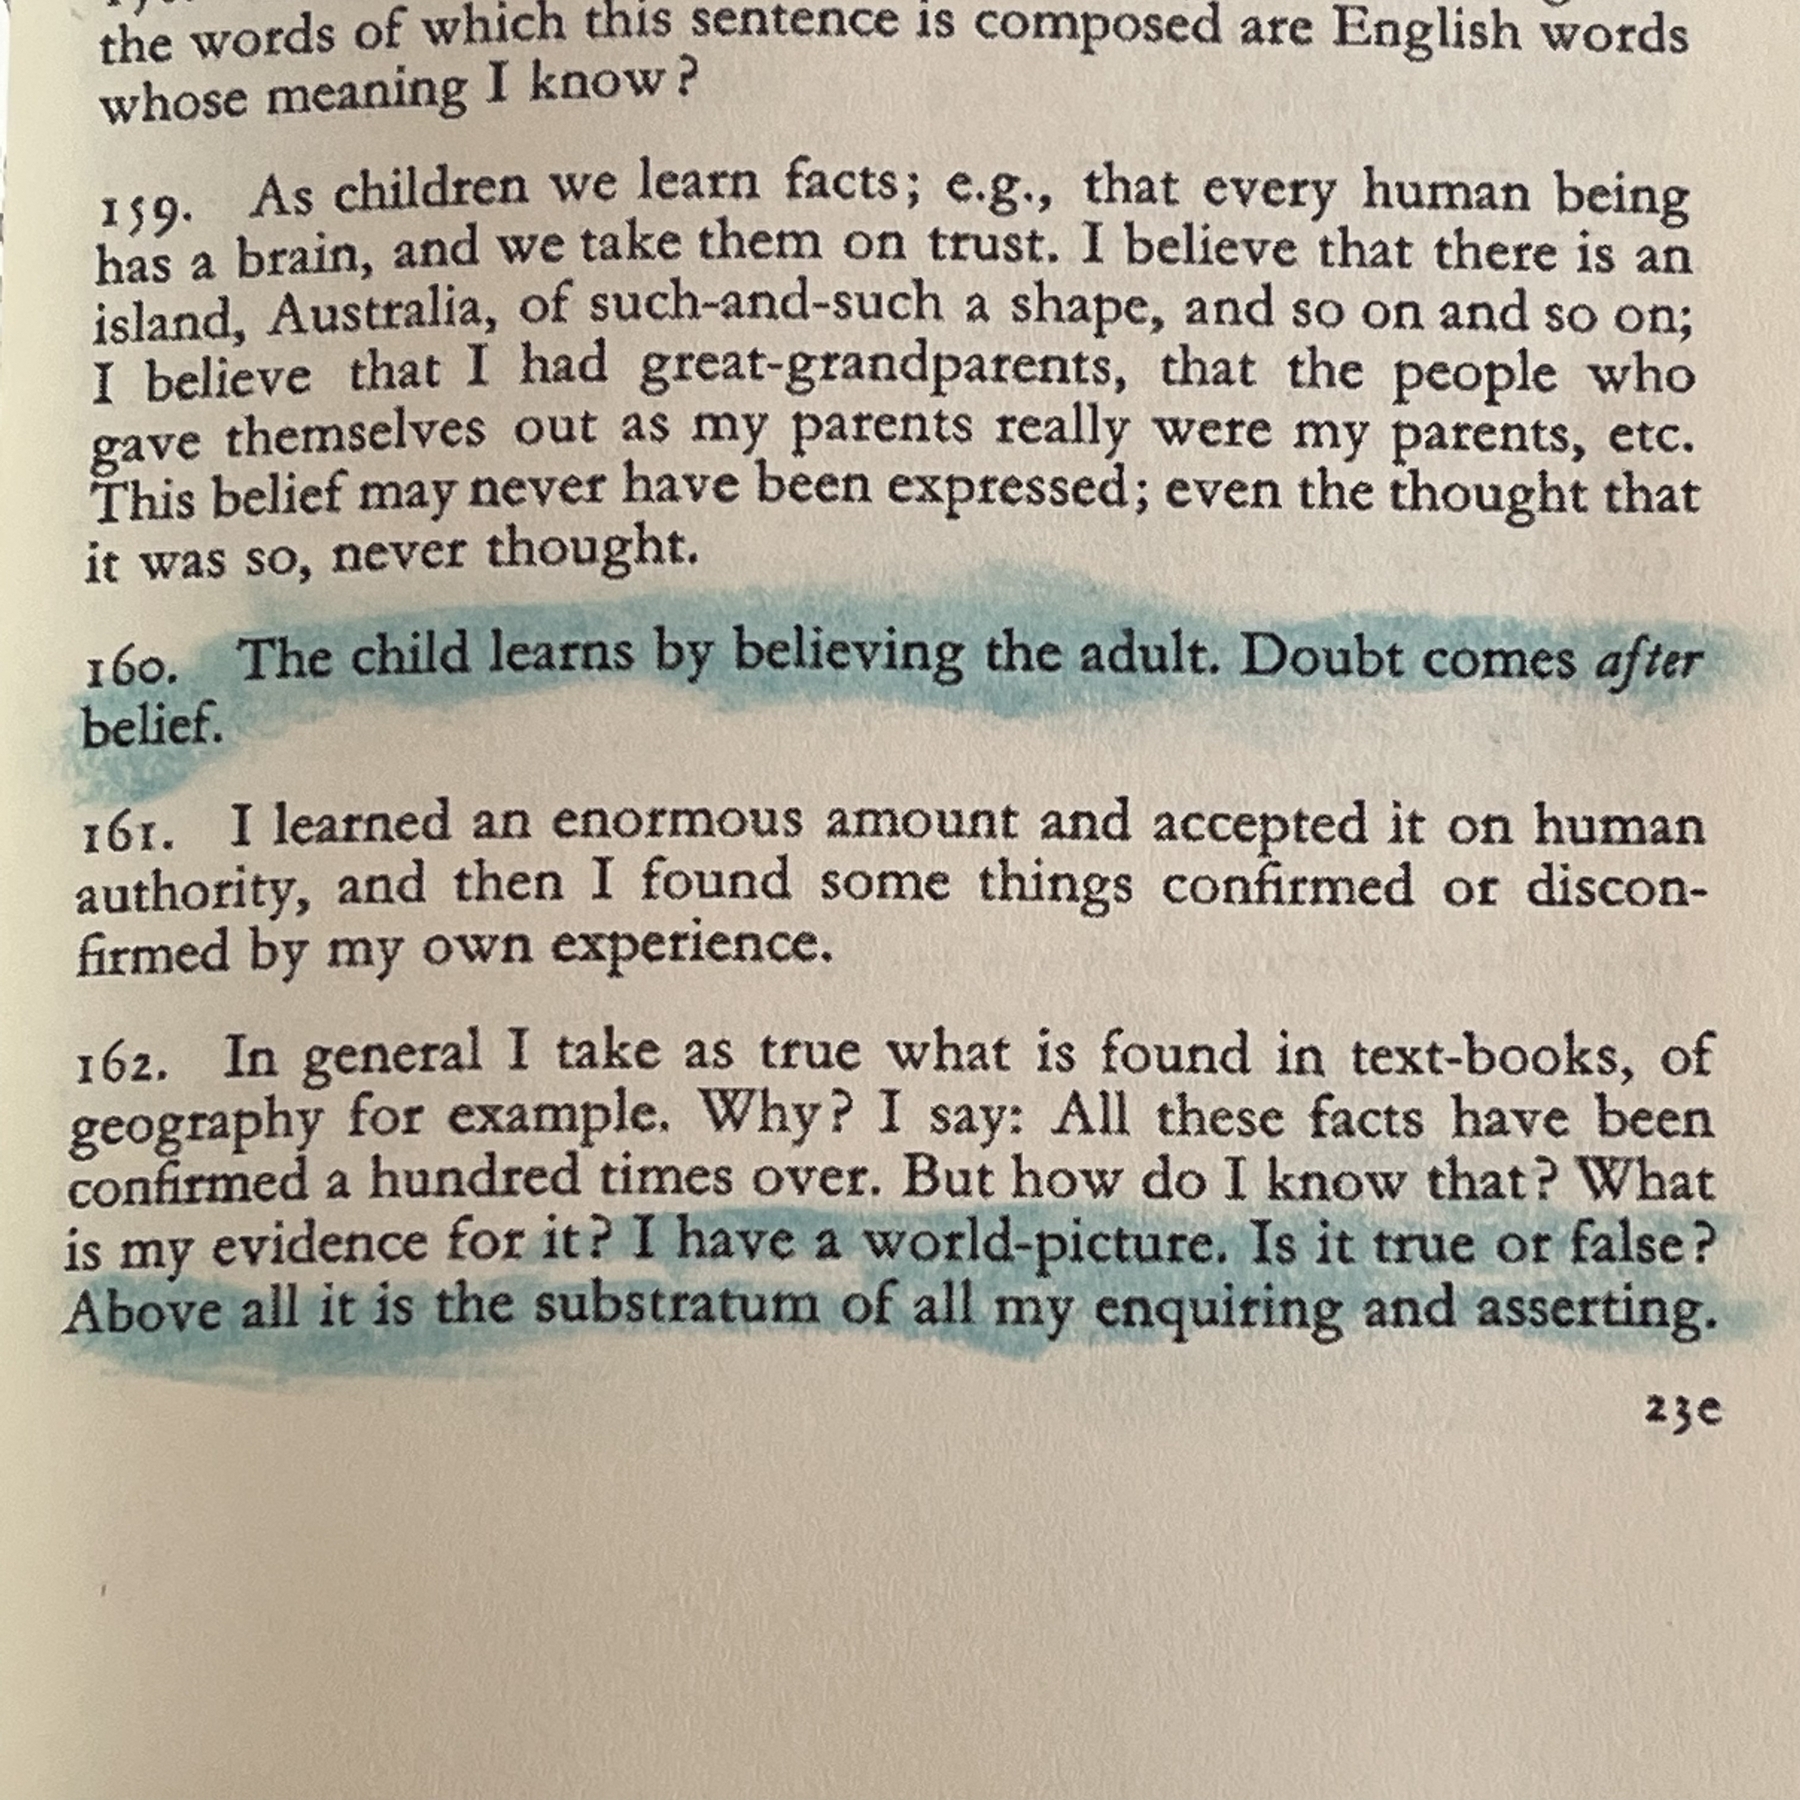 the words of which this sentence is composed are English words
whose meaning I know?
159. As children we learn facts; e.g., that every human being
has a brain, and we take them on trust. I believe that there is an
island, Australia, of such-and-such a shape, and so on and so on;
I believe that I had great-grandparents, that the people who
gave themselves out as my parents really were my parents, etc.
This belief may never have been expressed; even the thought that
it was so, never thought.
160. The child learns by believing the adult. Doubt comes after
belief.
161. I learned an enormous amount and accepted it on human
authority, and then I found some things confirmed or discon-
firmed by my own experience.
162. In general I take as true what is found in text-books, of
geography for example. Why? I say: All these facts have been
confirmed a hundred times over. But how do I know that? What
is my evidence for it? I have a world-picture. Is it true or false?
Above all it is the substratum of all my enquiring and asserting.
23e